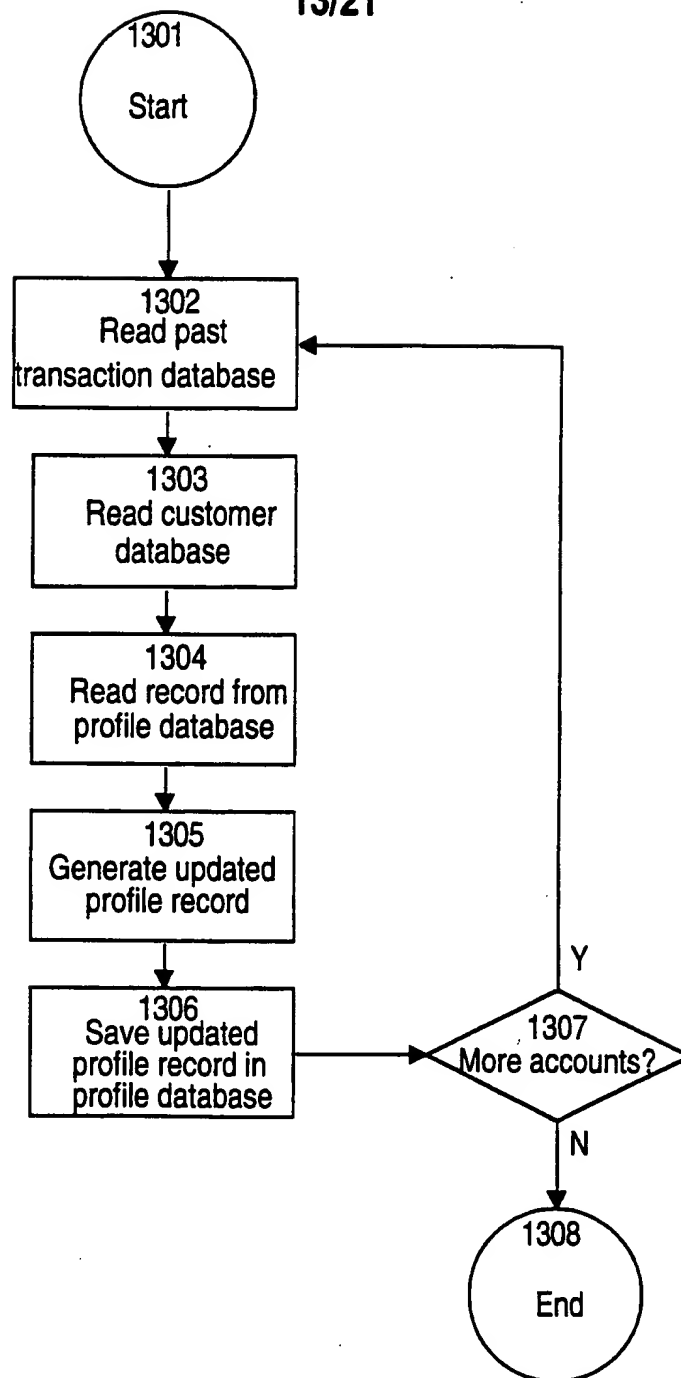 13/21
1301
Start
1302
Read past
transaction database
1303
Read customer
database
1304
Read record from
profile database
1305
Generate updated
profile record
1306
Save updated
profile record in
profile database
Y
1307
More accounts?
N
1308
End